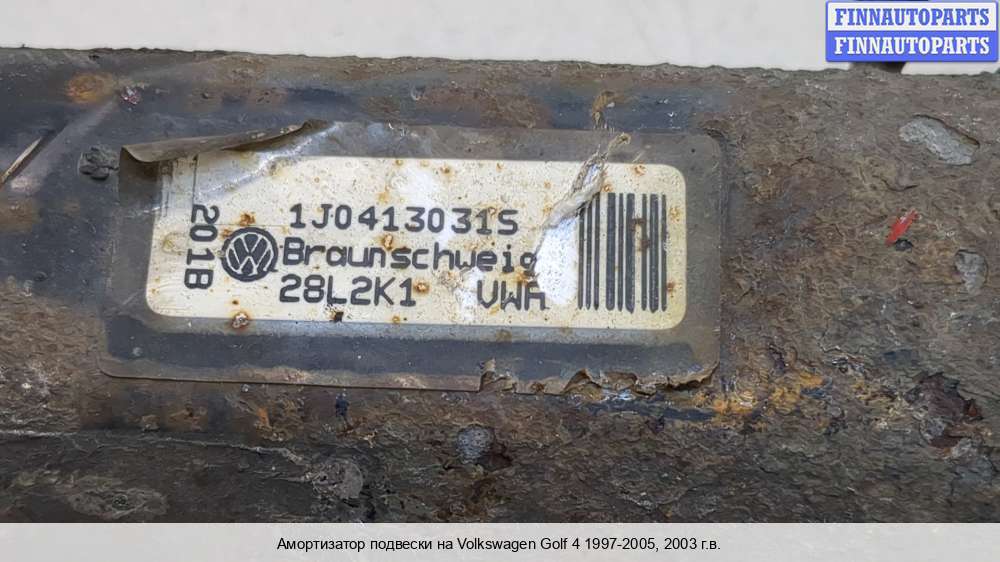 FINNAUTOPARTS
FINNAUTOPARTS
1J0413031S
Braunschweig
28L2K1 VWA
201B
Амортизатор подвески на Volkswagen Golf 4 1997-2005, 2003 г.в.